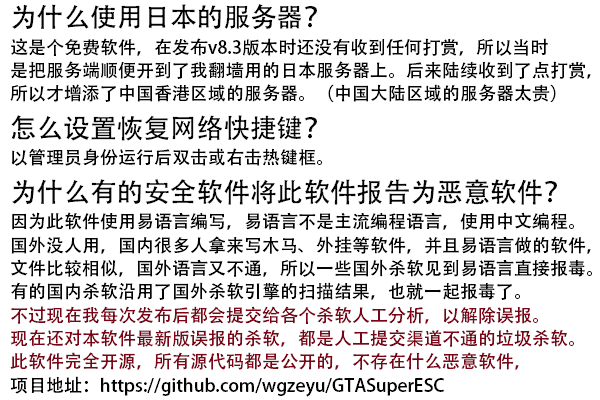 为什么使用日本的服务器？
这是个免费软件，在发布v8.3版本时还没有收到任何打赏，所以当时
是把服务端顺便开到了我翻墙用的日本服务器上。后来陆续收到了点打赏，
所以才增添了中国香港区域的服务器。（中国大陆区域的服务器太贵）
怎么设置恢复网络快捷键？
以管理员身份运行后双击或右击热键框。
为什么有的安全软件将此软件报告为恶意软件？
因为此软件使用易语言编写，易语言不是主流编程语言，使用中文编程。
国外没人用，国内很多人拿来写木马、外挂等软件，并且易语言做的软件，
文件比较相似，国外语言又不通，所以一些国外杀软见到易语言直接报毒。
有的国内杀软沿用了国外杀软引擎的扫描结果，也就一起报毒了。
不过现在我每次发布后都会提交给各个杀软人工分析，以解除误报。
现在还对本软件最新版误报的杀软，都是人工提交渠道不通的垃圾杀软。
此软件完全开源，所有源代码都是公开的，不存在什么恶意软件，
项目地址：https://github.com/wgzeyu/GTASuperESC